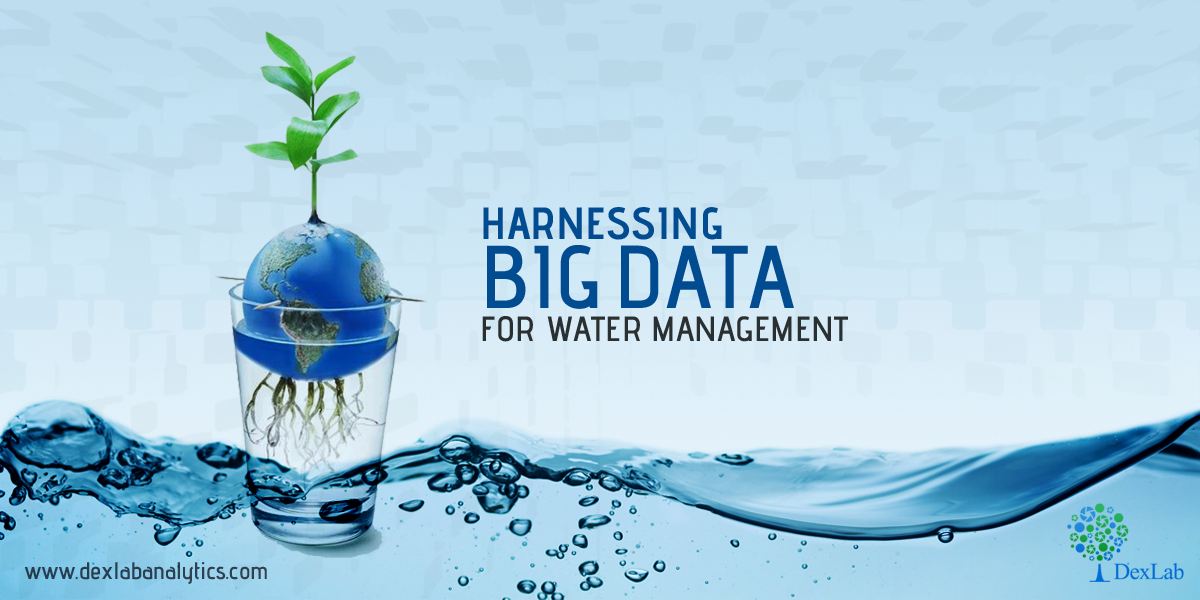 HARNESSING
BIG DATA
FOR WATER MANAGEMENT
www.dexlabanalytics.com
DexLab